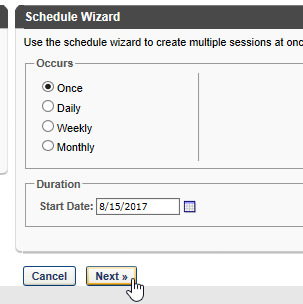 Schedule Wizard
Use the schedule wizard to create multiple sessions at onc
Occurs
Once
Daily
Weekly
Monthly
Duration
Start Date: 8/15/2017
Cancel Next »